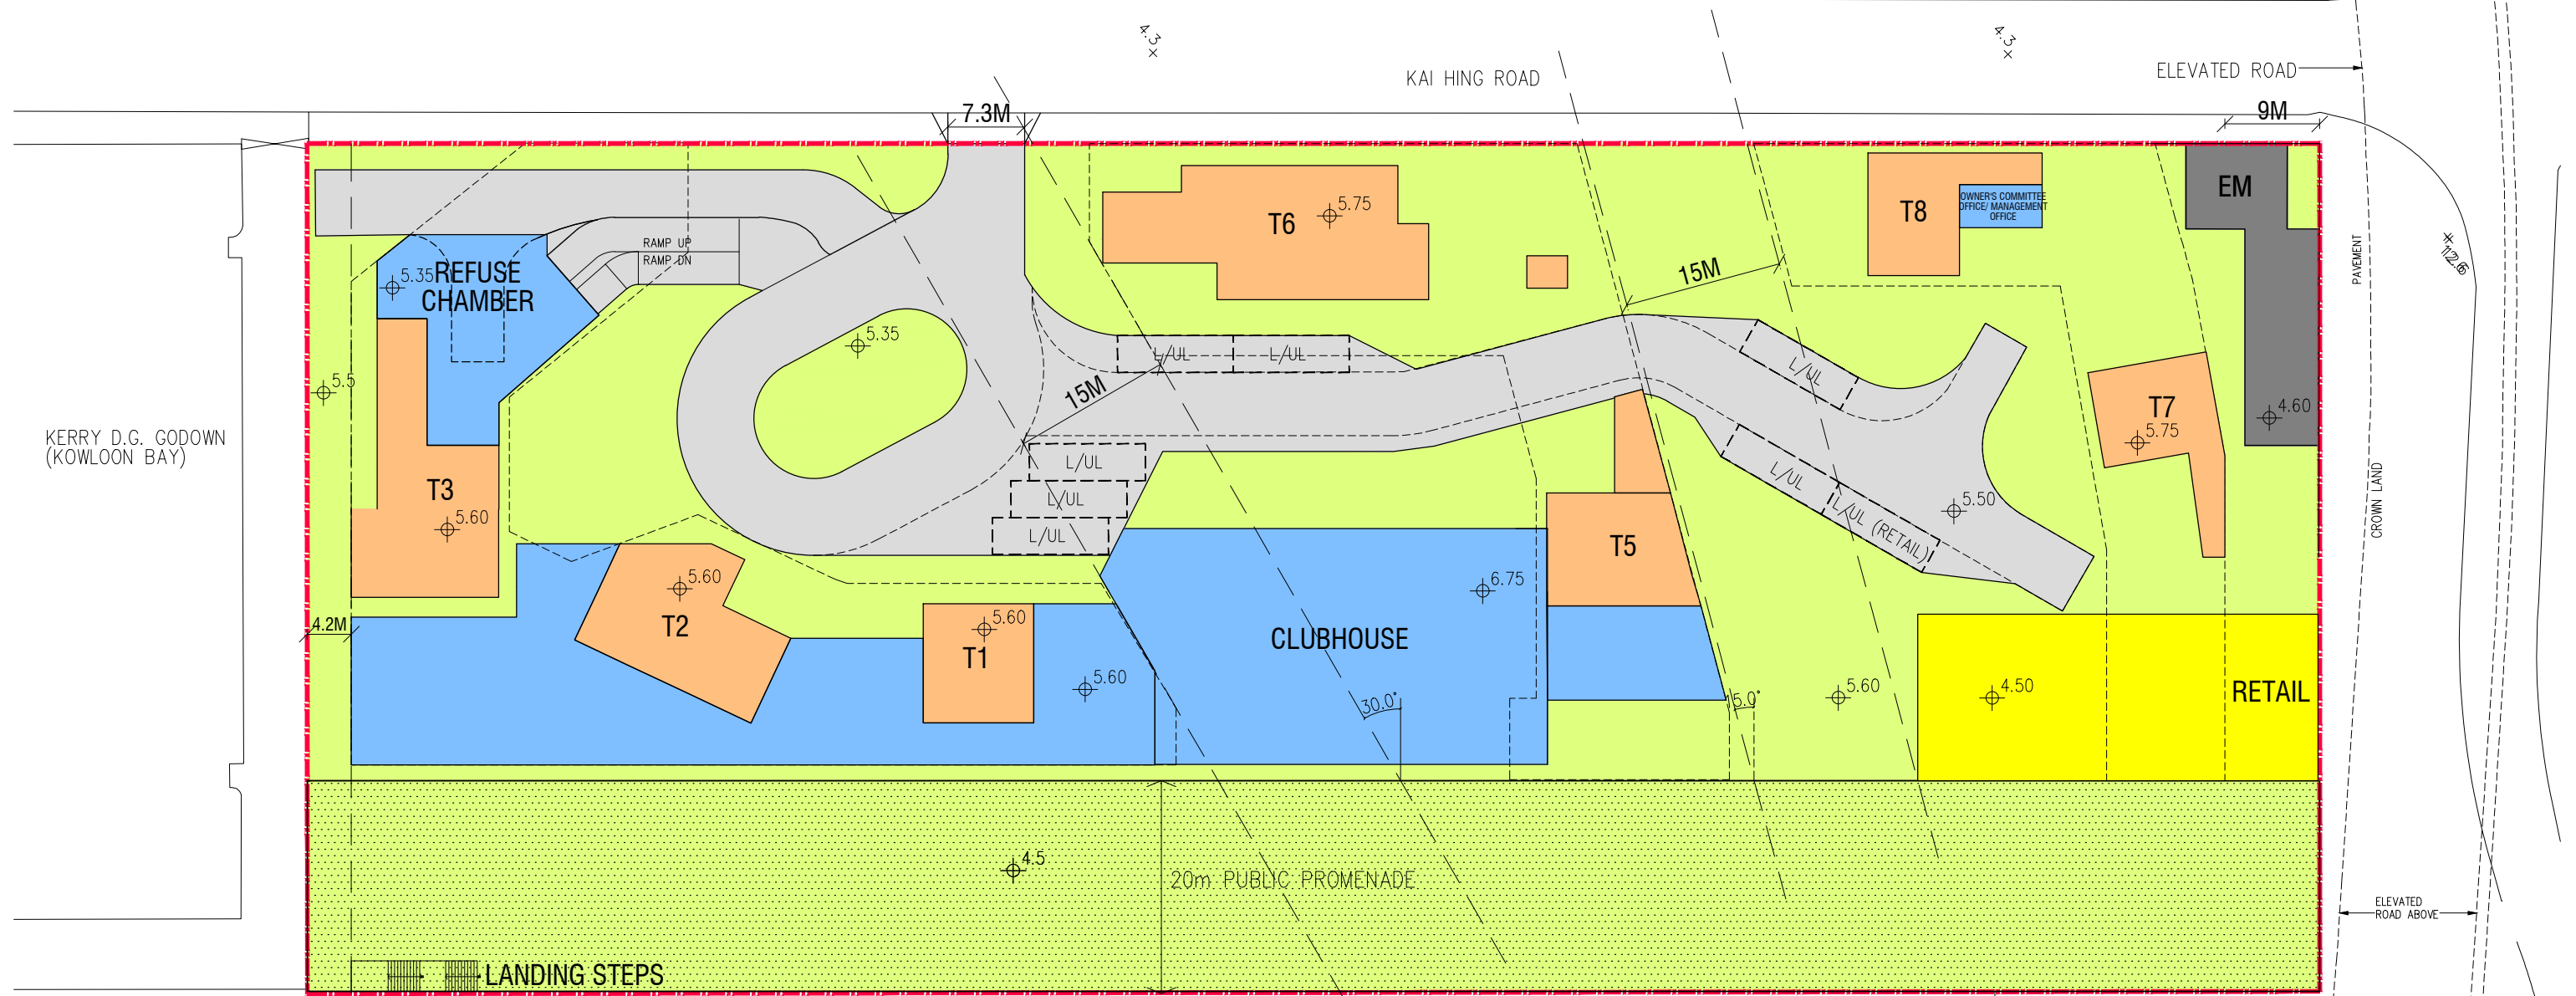 4.3
4.3
KAI HING ROAD
ELEVATED ROAD
7.3M
9M
EM
T6
5.75
T8
OWNER'S COMMITTEE
OFFICE/ MANAGEMENT
OFFICE
RAMP UP
RAMP DN
PAVEMENT
5.35
REFUSE
CHAMBER
15M
5.35
L/UL
L/UL
L/UL
5.5
15M
T7
5.75
4.60
KERRY D.G. GODOWN
(KOWLOON BAY)
L/UL
L/UL
L/UL
L/UL
L/UL (RETAIL)
5.50
CROWN LAND
T3
5.60
T5
5.60
T2
4.2M
5.60
T1
5.60
6.75
CLUBHOUSE
30.0°
5.0°
5.60
4.50
RETAIL
4.5
20m PUBLIC PROMENADE
ELEVATED
ROAD ABOVE
LANDING STEPS